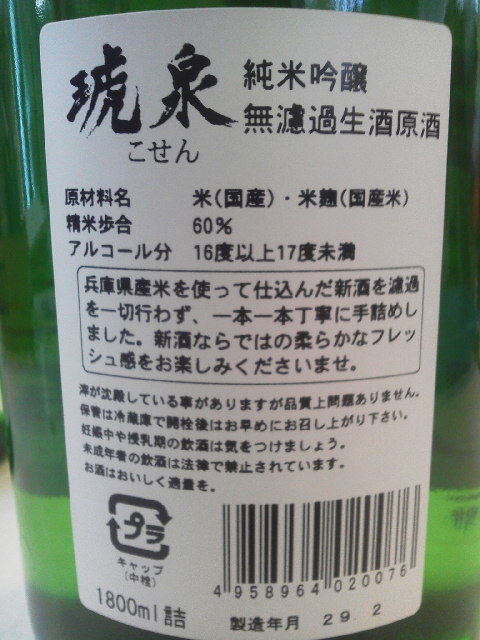 琥泉
純米吟醸
こせん
無濾過生酒原酒
原材料名 米(国産)・米麹(国産米)
精米歩合 60%
アルコール分 16度以上17度未満
兵庫県産米を使って仕込んだ新酒を濾過
を一切行わず、一本一本丁寧に手詰めし
ました。新酒ならではの柔らかなフレッ
シュ感をお楽しみくださいませ。
滓が沈殿している事がありますが品質上問題ありません。
保管は冷蔵庫で開栓後はお早めにお召し上がり下さい。
妊娠中や授乳期の飲酒は気をつけましょう。
未成年者の飲酒は法律で禁止されています。
お酒はおいしく適量を。
プラ
キャップ
(中栓)
1800ml詰
4958964020076
製造年月 29. 2